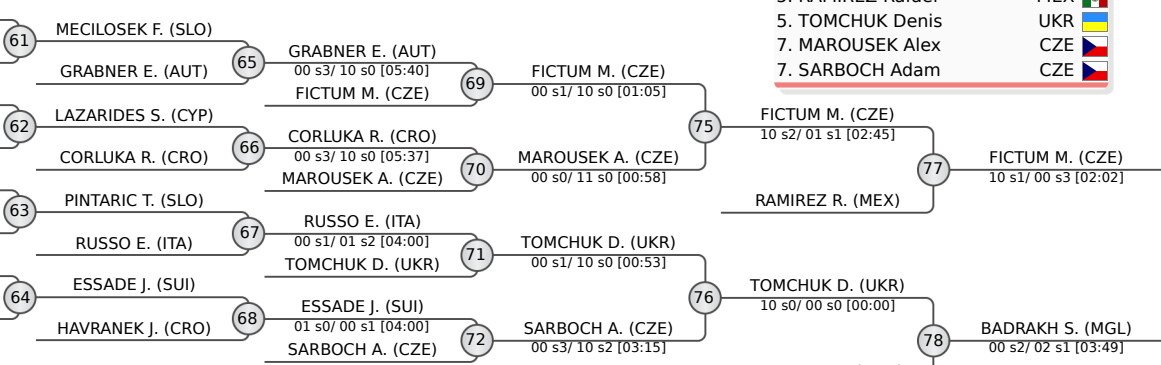 5. TOMCHUK Denis UKR
7. MAROUSEK Alex CZE
7. SARBOCH Adam CZE
61
MECILOSEK F. (SLO)
GRABNER E. (AUT)
62
LAZARIDES S. (CYP)
CORLUKA R. (CRO)
63
PINTARIC T. (SLO)
RUSSO E. (ITA)
64
ESSADE J. (SUI)
HAVRANEK J. (CRO)
65
GRABNER E. (AUT)
00 s3/ 10 s0 [05:40]
FICTUM M. (CZE)
66
CORLUKA R. (CRO)
00 s3/ 10 s0 [05:37]
MAROUSEK A. (CZE)
67
RUSSO E. (ITA)
00 s1/ 01 s2 [04:00]
TOMCHUK D. (UKR)
68
ESSADE J. (SUI)
01 s0/ 00 s1 [04:00]
SARBOCH A. (CZE)
69
FICTUM M. (CZE)
00 s1/ 10 s0 [01:05]
70
MAROUSEK A. (CZE)
00 s0/ 11 s0 [00:58]
71
TOMCHUK D. (UKR)
00 s1/ 10 s0 [00:53]
72
SARBOCH A. (CZE)
00 s3/ 10 s2 [03:15]
75
FICTUM M. (CZE)
10 s2/ 01 s1 [02:45]
RAMIREZ R. (MEX)
76
TOMCHUK D. (UKR)
10 s0/ 00 s0 [00:00]
77
FICTUM M. (CZE)
10 s1/ 00 s3 [02:02]
78
BADRAKH S. (MGL)
00 s2/ 02 s1 [03:49]